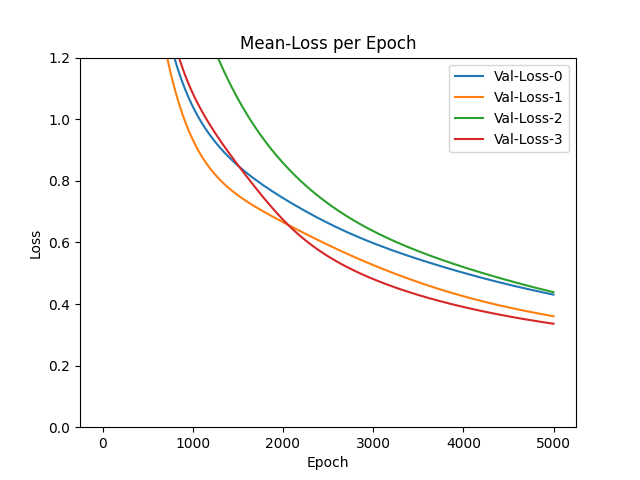 Mean-Loss per Epoch
Val-Loss-0
Val-Loss-1
Val-Loss-2
Val-Loss-3
Loss
1.2
1.0
0.8
0.6
0.4
0.2
0.0
0 1000 2000 3000 4000 5000
Epoch